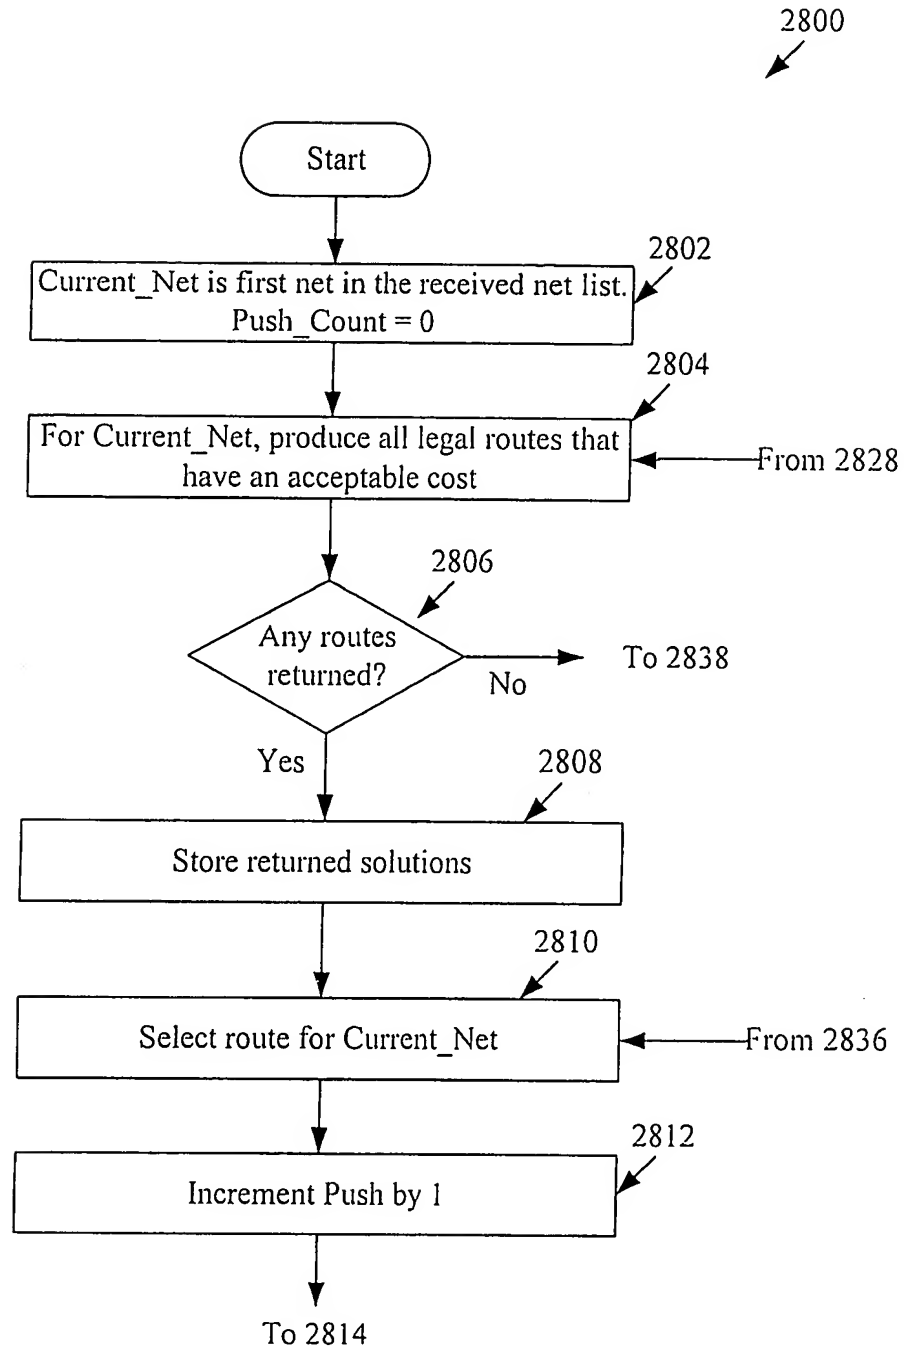 2800
Start
2802
Current_Net is first net in the received net list.
Push_Count = 0
2804
For Current_Net, produce all legal routes that
have an acceptable cost
From 2828
2806
Any routes
returned?
No
To 2838
Yes
2808
Store returned solutions
2810
Select route for Current_Net
From 2836
2812
Increment Push by 1
To 2814